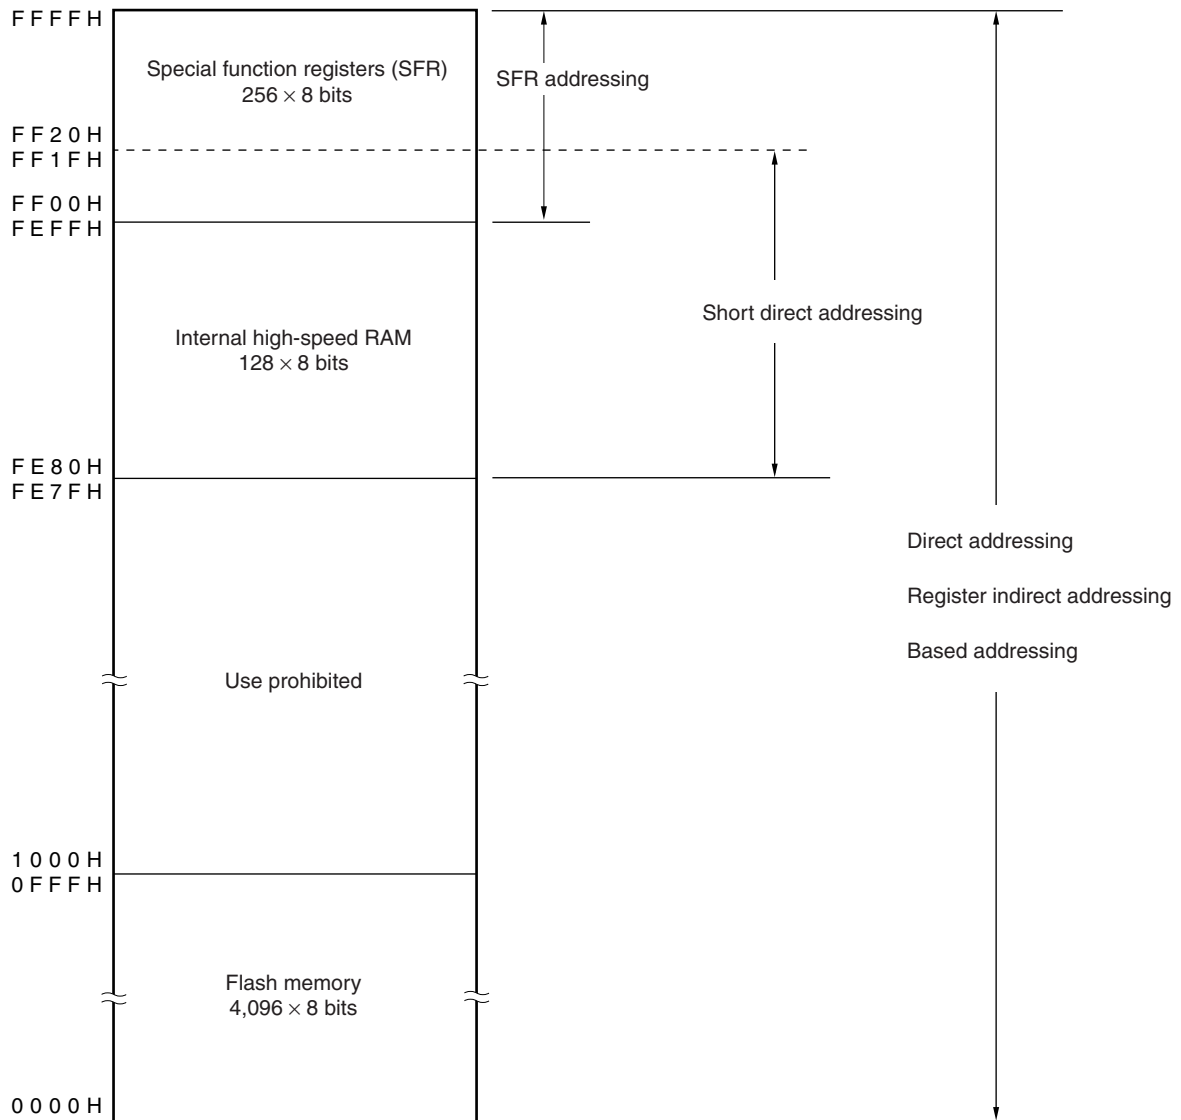 FFFFH
Special function registers (SFR)
256 × 8 bits
SFR addressing
FF20H
FF1FH
FF00H
FEFFH
Short direct addressing
Internal high-speed RAM
128 × 8 bits
FE80H
FE7FH
Direct addressing
Register indirect addressing
Based addressing
Use prohibited
1000H
0FFFH
Flash memory
4,096 × 8 bits
0000H